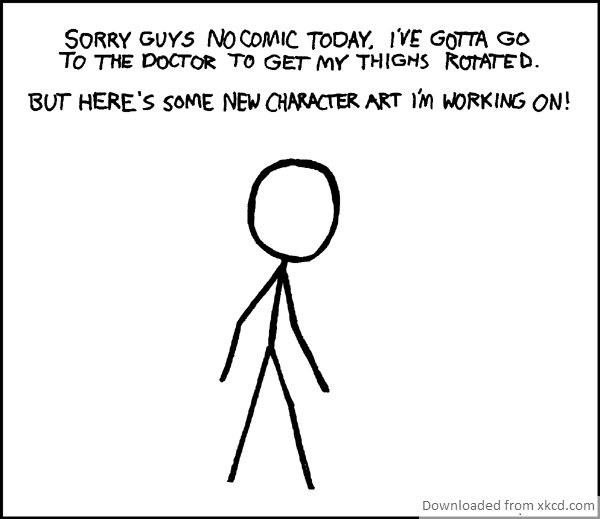 SORRY GUYS NO COMIC TODAY. I'VE GOTTA GO
TO THE DOCTOR TO GET MY THIGHS ROTATED.
BUT HERE'S SOME NEW CHARACTER ART I'M WORKING ON!
Downloaded from xkcd.com